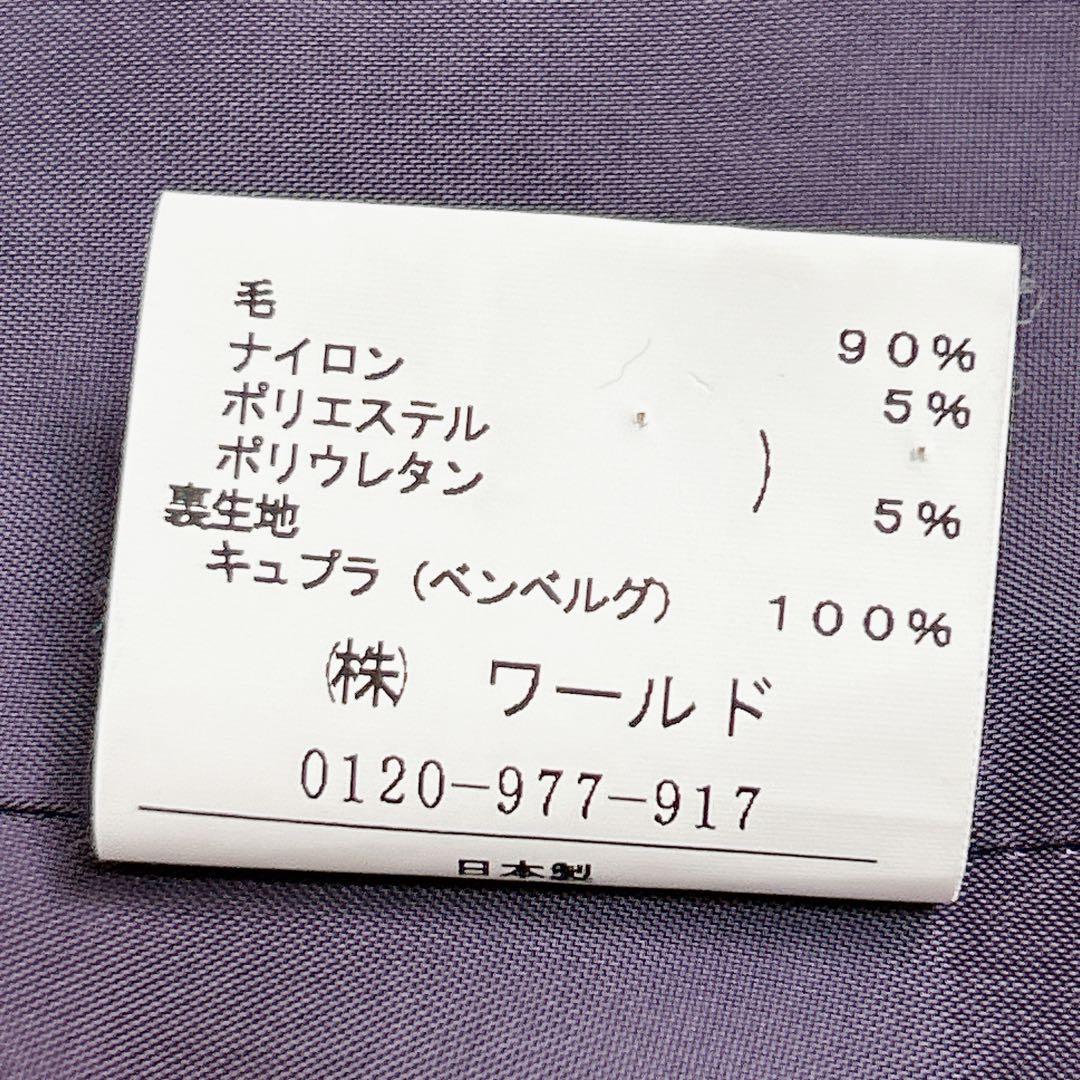 毛 90%
ナイロン 5%
ポリエステル
ポリウレタン ) 5%
裏生地
キュプラ(ベンベルグ) 100%
㈱ ワールド
0120-977-917
日本製